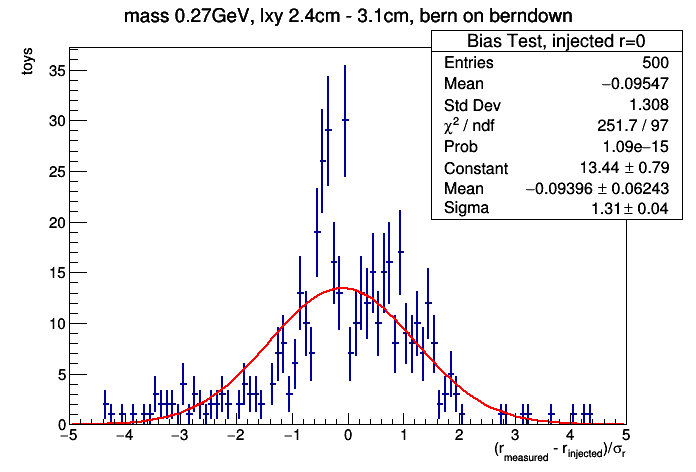 mass 0.27GeV, lxy 2.4cm - 3.1cm, bern on berndown
Bias Test, injected r=0
Entries 500
Mean −0.09547
Std Dev 1.308
χ² / ndf 251.7 / 97
Prob 1.09e−15
Constant 13.44 ± 0.79
Mean −0.09396 ± 0.06243
Sigma 1.31 ± 0.04
toys
35
30
25
20
15
10
5
0
−5 −4 −3 −2 −1 0 1 2 3 4 5
(r_measured - r_injected)/σ_r